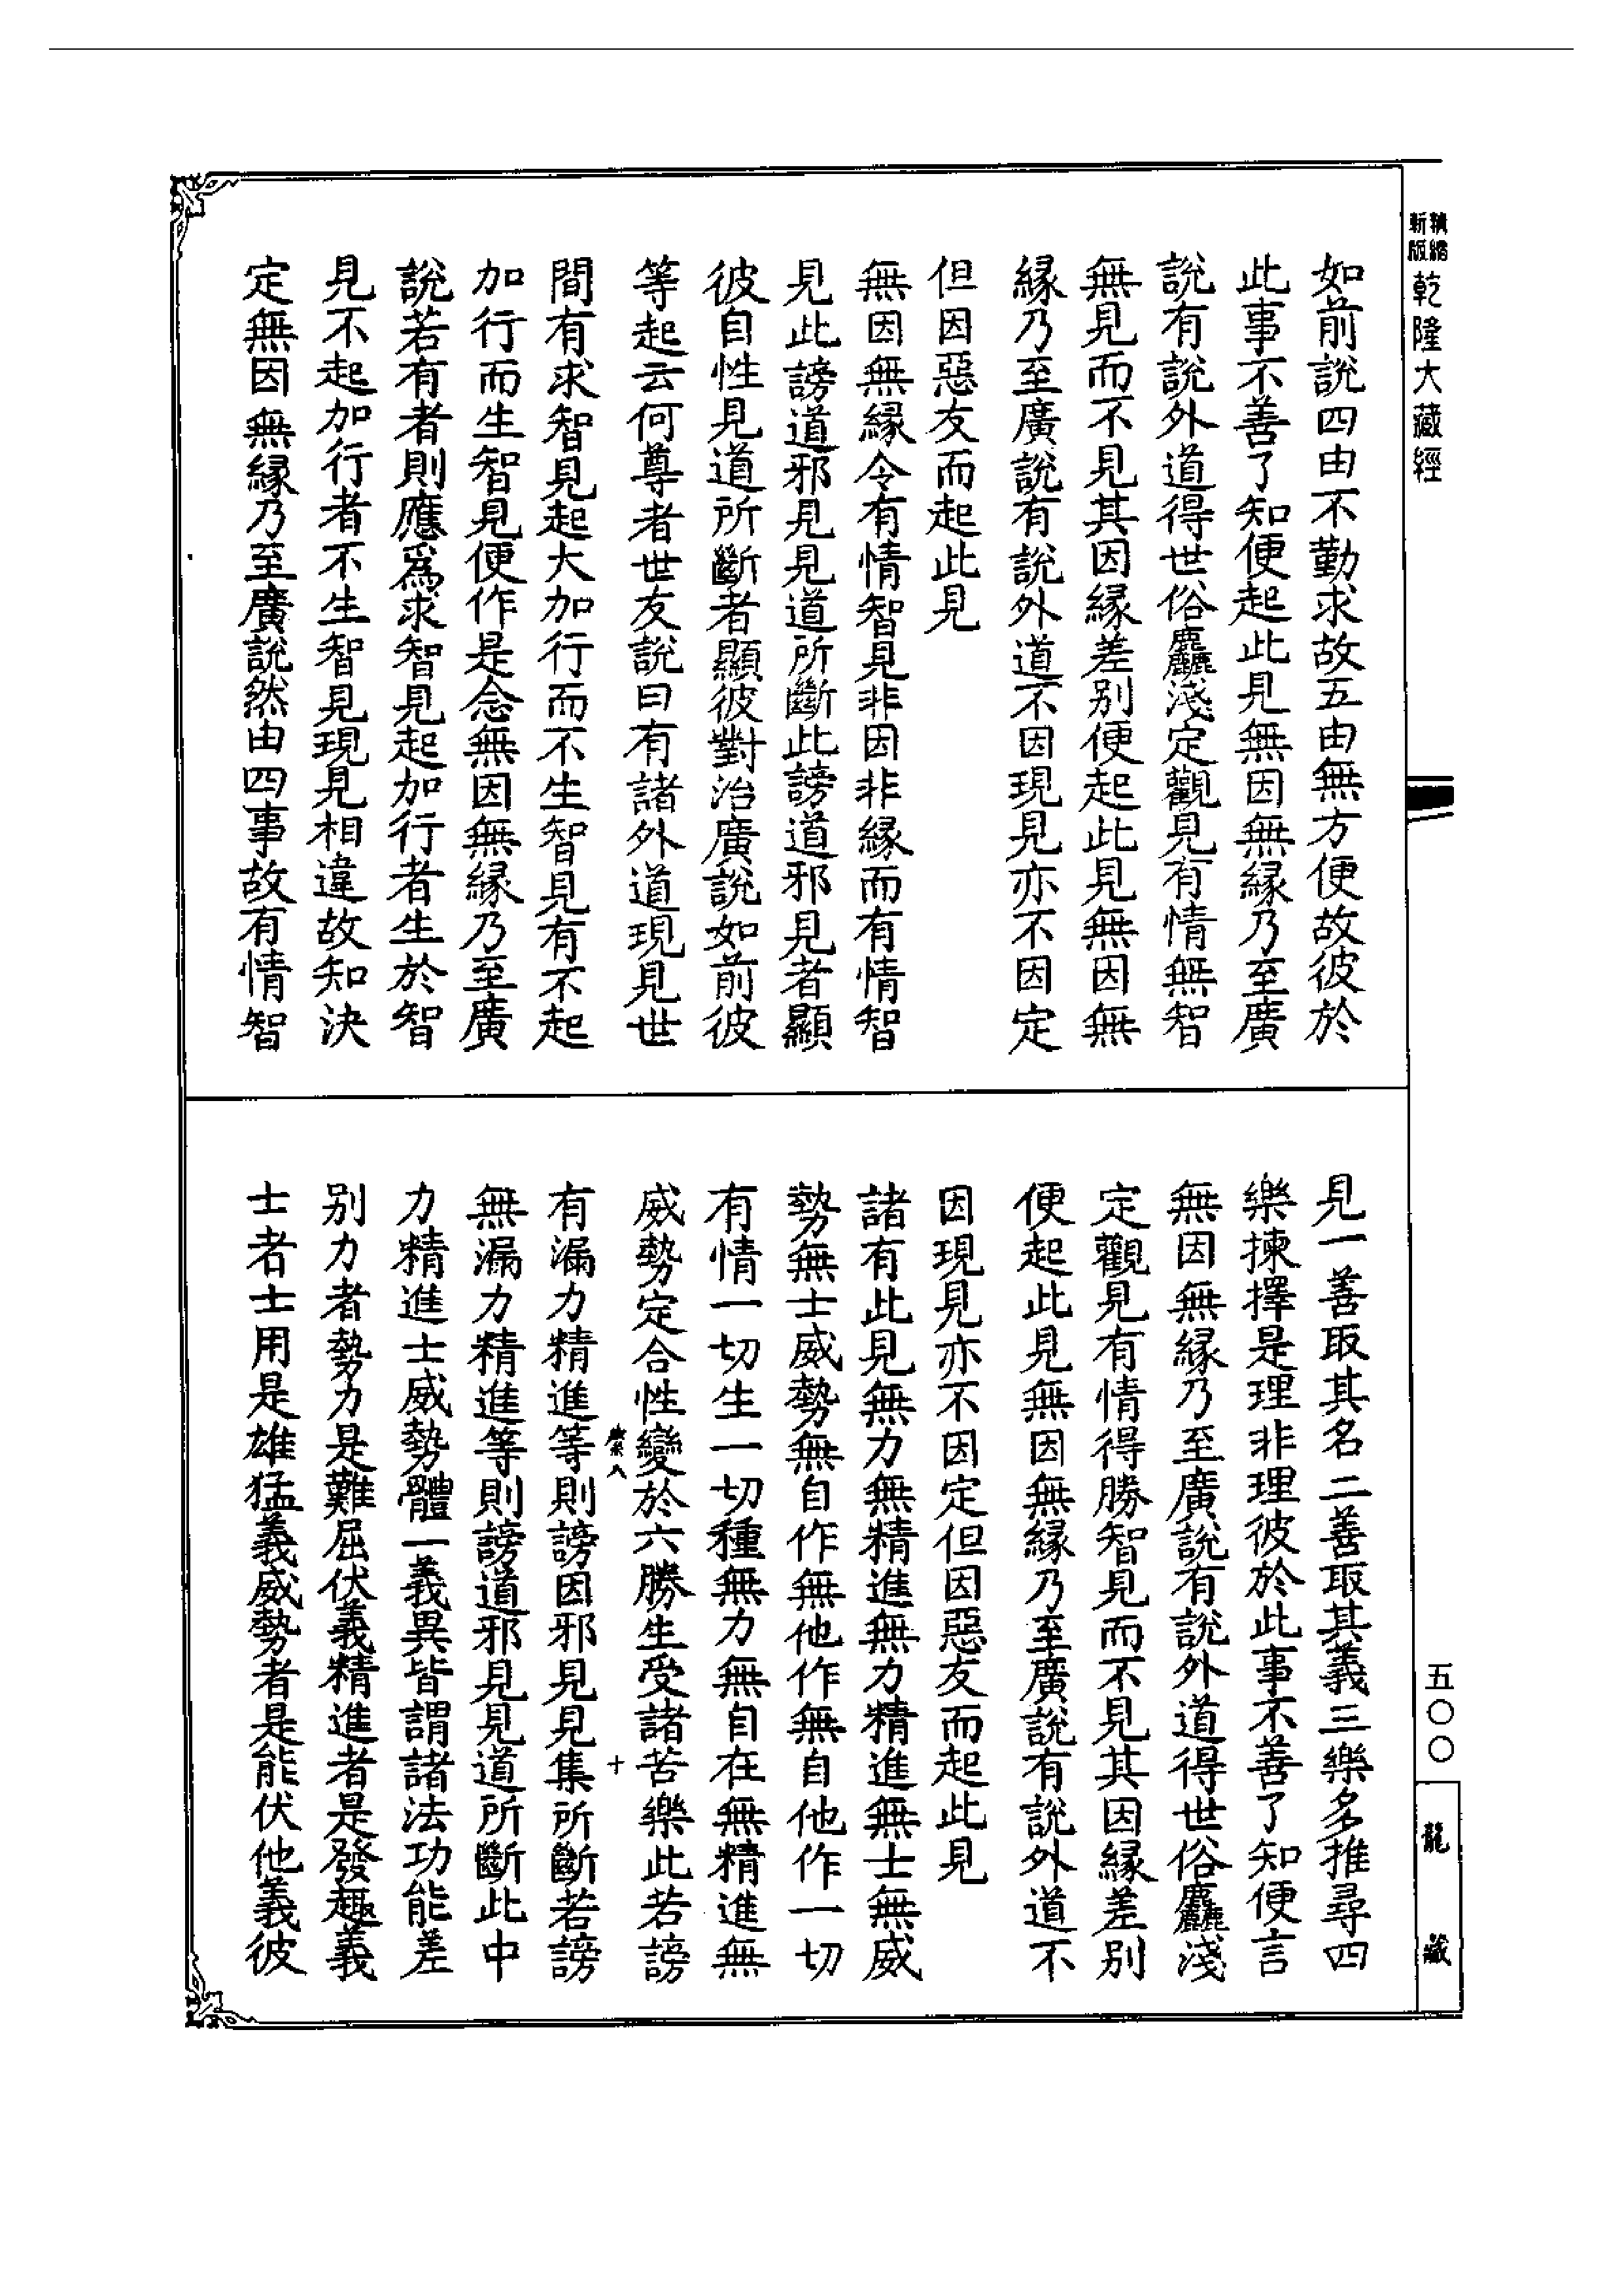 精縮新版 乾隆大藏經
如前說四由不勤求故五由無方便故彼於
此事不善了知便起此見無因無縁乃至廣
說有說外道得世俗麤淺定觀見有情無智
無見而不見其因縁差别便起此見無因無
縁乃至廣說有說外道不因現見亦不因定
但因惡友而起此見
無因無縁令有情智見非因非縁而有情智
見此謗道邪見見道所斷此謗道邪見者顯
彼自性見道所斷者顯彼對治廣說如前彼
等起云何尊者世友說曰有諸外道現見世
間有求智見起大加行而不生智見有不起
加行而生智見便作是念無因無縁乃至廣
說若有者則應爲求智見起加行者生於智
見不起加行者不生智見現見相違故知決
定無因無縁乃至廣說然由四事故有情智
見一善取其名二善取其義三樂多推尋四
樂揀擇是理非理彼於此事不善了知便言
無因無縁乃至廣說有說外道得世俗麤淺
定觀見有情得勝智見而不見其因縁差别
便起此見無因無縁乃至廣說有說外道不
因現見亦不因定但因惡友而起此見
諸有此見無力無精進無力精進無士無威
勢無士威勢無自作無他作無自他作一切
有情一切生一切種無力無自在無精進無
威勢定合性變於六勝生受諸苦樂此若謗
八 十
有漏力精進等則謗因邪見見集所斷若謗
無漏力精進等則謗道邪見見道所斷此中
力精進士威勢體一義異皆謂諸法功能差
别力者勢力是難屈伏義精進者是發趣義
士者士用是雄猛義威勢者是能伏他義彼
五〇〇
龍 藏